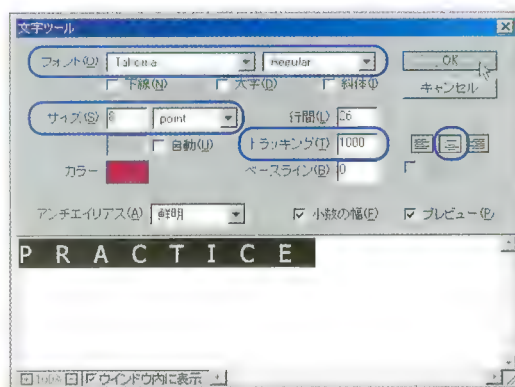 文字ツール
フォント(O) Tahoma Regular OK
下線(N) 太字(D) 斜体(I) キャンセル
サイズ(S) 8 point 行間(L) 26
自動(U) トラッキング(T) 1000
カラー ベースライン(B) 0
アンチエイリアス(A) 鮮明 小数の幅(F) プレビュー(P)
PRACTICE
100% ウインドウ内に表示